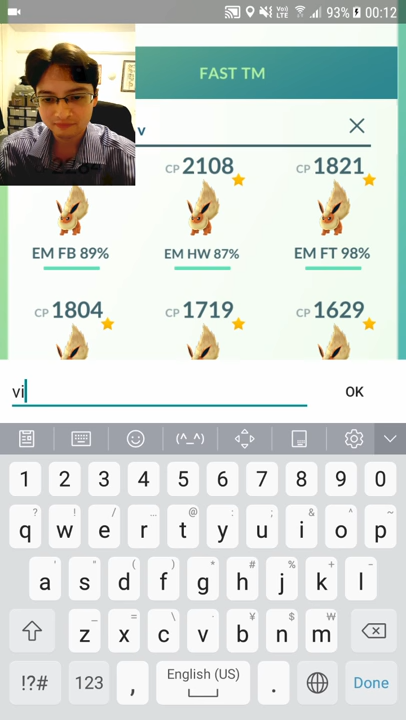 Voi) LTE 93% 00:12
FAST TM
v
CP 2108 CP 1821
EM FB 89% EM HW 87% EM FT 98%
CP 1804 CP 1719 CP 1629
vi OK
(^_^)
1 2 3 4 5 6 7 8 9 0
q w e r t y u i o p
a s d f g h j k l
z x c v b n m
!?# 123 , English (US) . Done